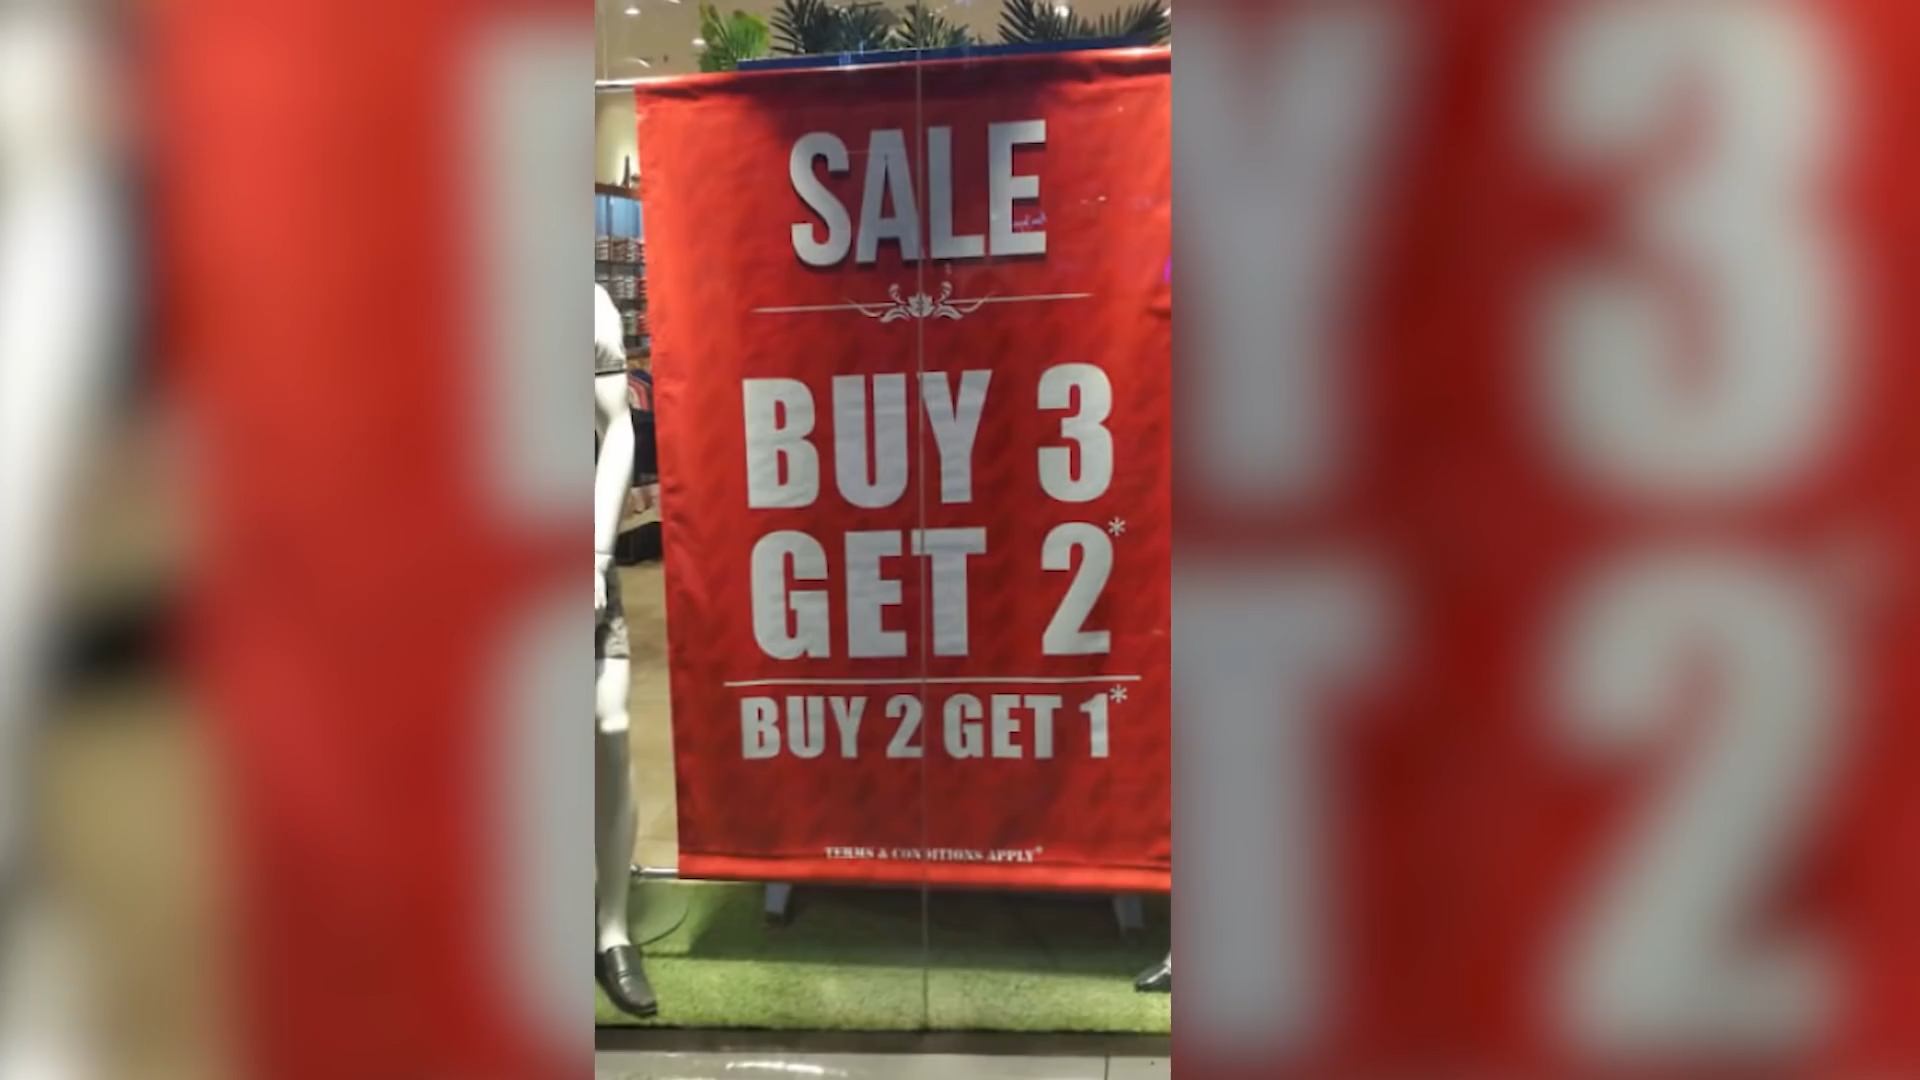 SALE
BUY 3
GET 2*
BUY 2 GET 1*
TERMS & CONDITIONS APPLY*